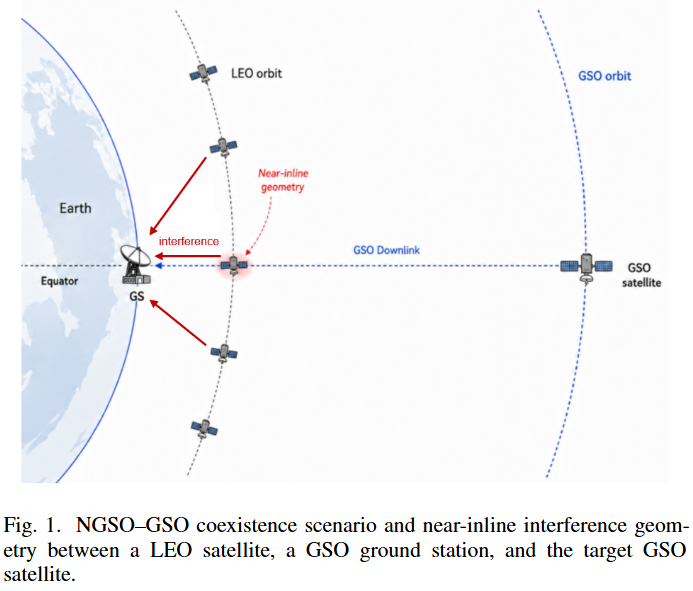 LEO orbit
GSO orbit
Near-inline
geometry
Earth
interference
GSO Downlink
Equator
GS
GSO
satellite
Fig. 1. NGSO–GSO coexistence scenario and near-inline interference geom-
etry between a LEO satellite, a GSO ground station, and the target GSO
satellite.